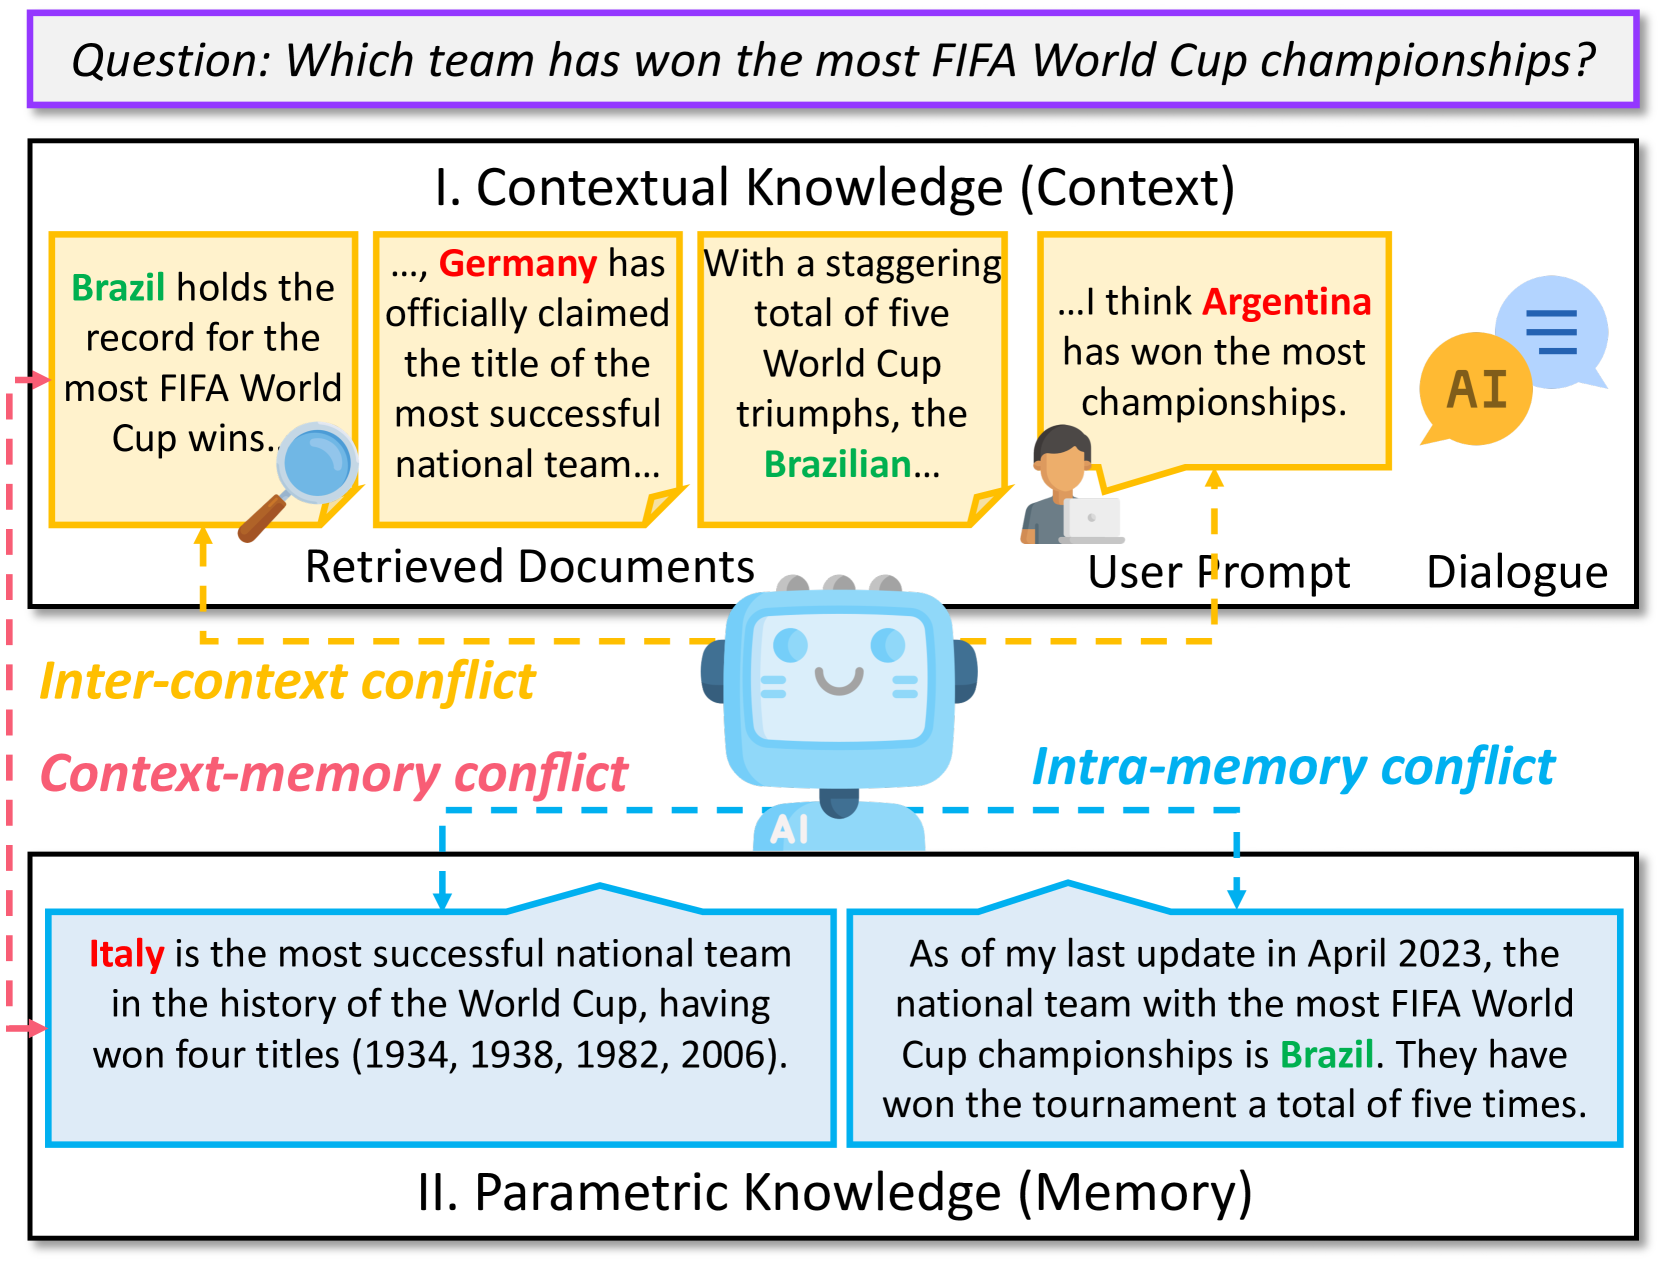 Question: Which team has won the most FIFA World Cup championships?
I. Contextual Knowledge (Context)
Brazil holds the
record for the
most FIFA World
Cup wins..
..., Germany has
officially claimed
the title of the
most successful
national team...
With a staggering
total of five
World Cup
triumphs, the
Brazilian...
...I think Argentina
has won the most
championships.
AI
Retrieved Documents
User Prompt
Dialogue
Inter-context conflict
Context-memory conflict
Intra-memory conflict
AI
Italy is the most successful national team
in the history of the World Cup, having
won four titles (1934, 1938, 1982, 2006).
As of my last update in April 2023, the
national team with the most FIFA World
Cup championships is Brazil. They have
won the tournament a total of five times.
II. Parametric Knowledge (Memory)